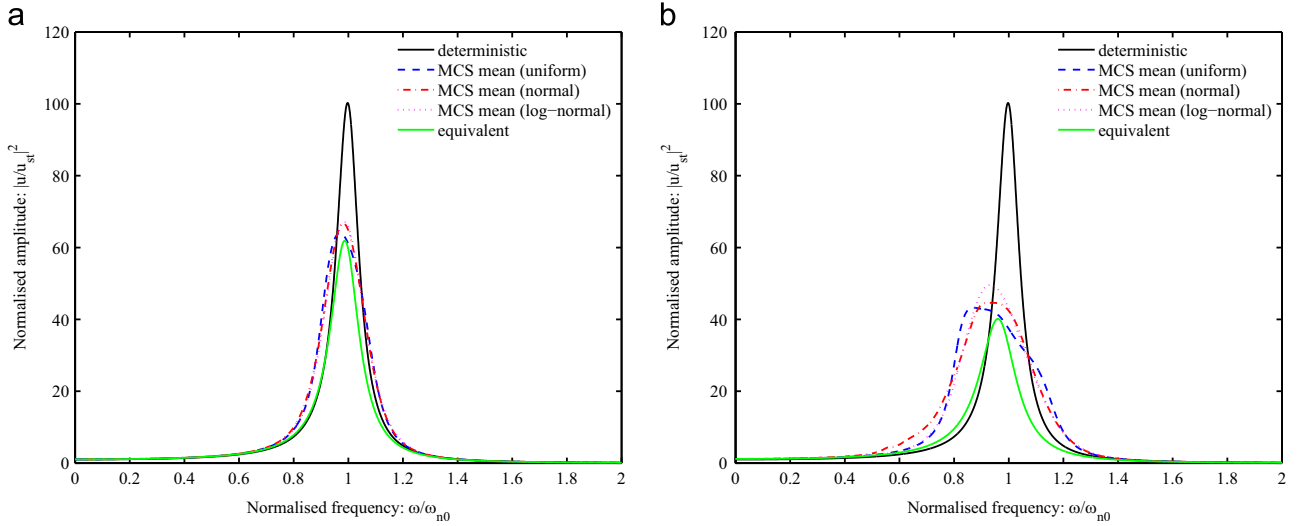 a
120
100
80
60
40
20
0
Normalised amplitude: |u/u_st|^2
deterministic
MCS mean (uniform)
MCS mean (normal)
MCS mean (log−normal)
equivalent
0 0.2 0.4 0.6 0.8 1 1.2 1.4 1.6 1.8 2
Normalised frequency: ω/ω_n0
b
120
100
80
60
40
20
0
Normalised amplitude: |u/u_st|^2
deterministic
MCS mean (uniform)
MCS mean (normal)
MCS mean (log−normal)
equivalent
0 0.2 0.4 0.6 0.8 1 1.2 1.4 1.6 1.8 2
Normalised frequency: ω/ω_n0